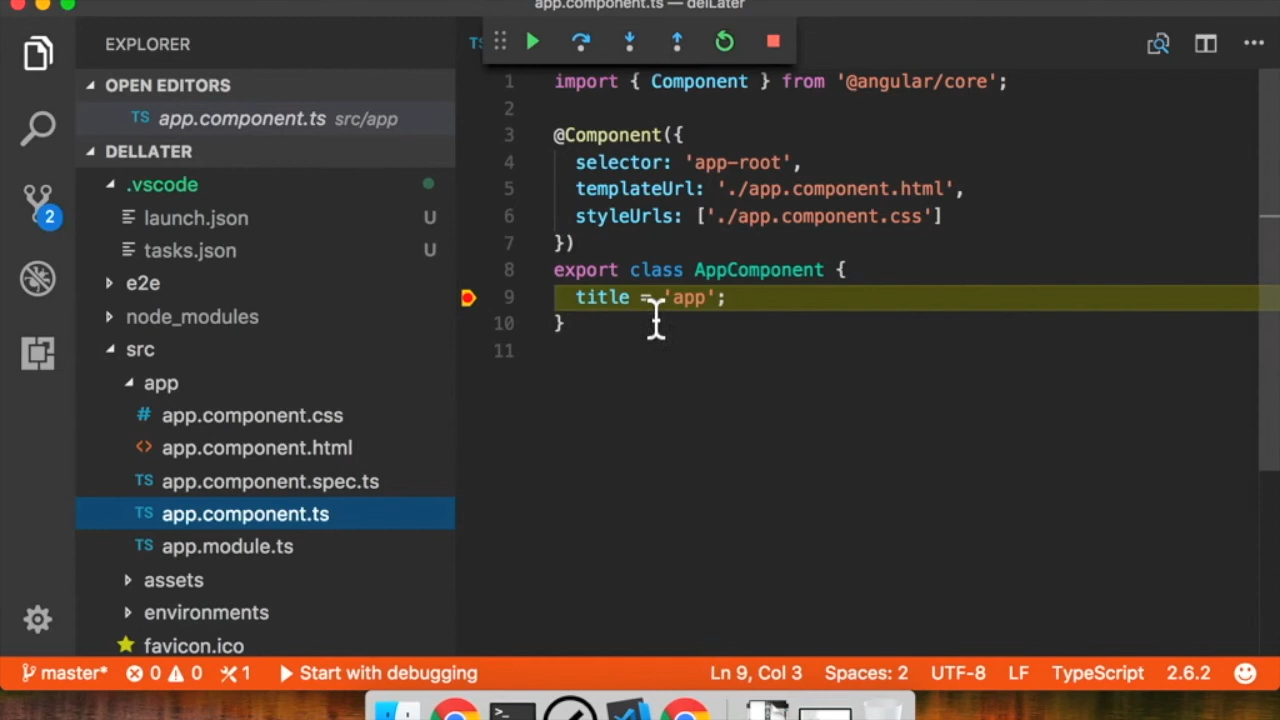 app.component.ts — delLater
EXPLORER
OPEN EDITORS
TS app.component.ts src/app
DELLATER
.vscode
launch.json U
tasks.json U
e2e
node_modules
src
app
# app.component.css
<> app.component.html
TS app.component.spec.ts
TS app.component.ts
TS app.module.ts
assets
environments
favicon.ico
TS
1 import { Component } from '@angular/core';
2
3 @Component({
4 selector: 'app-root',
5 templateUrl: './app.component.html',
6 styleUrls: ['./app.component.css']
7 })
8 export class AppComponent {
9 title = 'app';
10 }
11
2
master* 0 0 1 Start with debugging Ln 9, Col 3 Spaces: 2 UTF-8 LF TypeScript 2.6.2